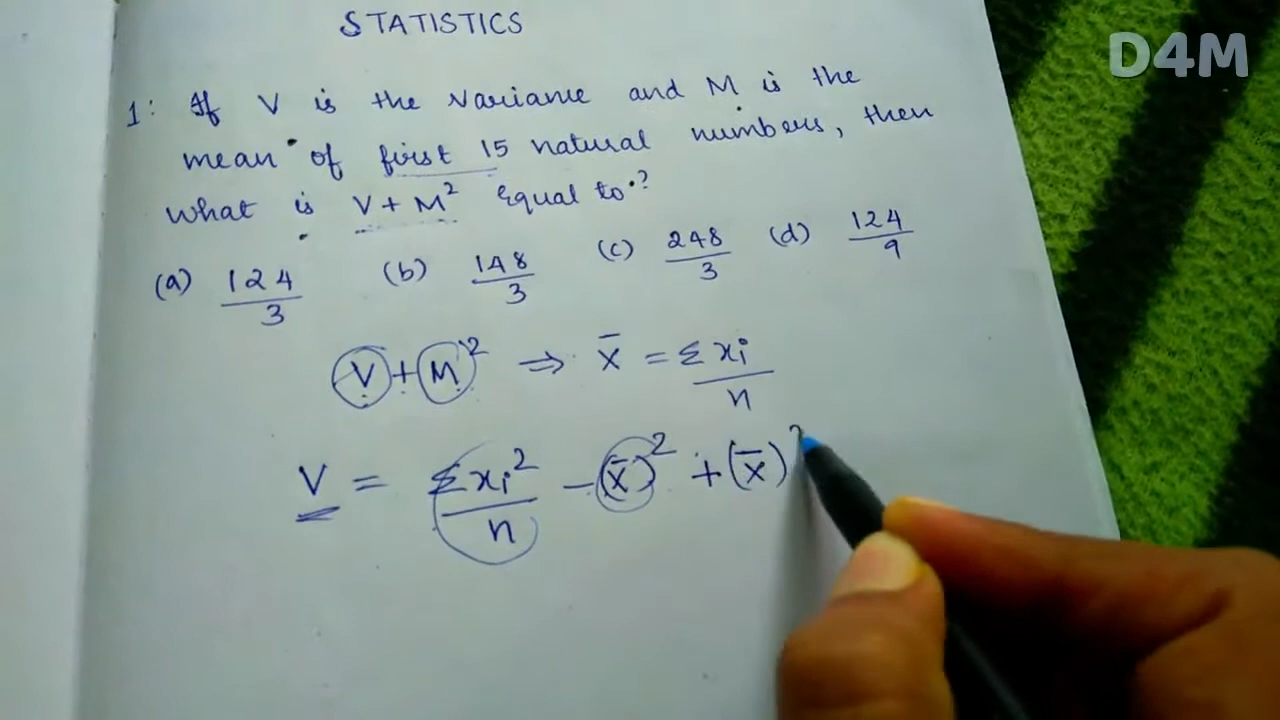 STATISTICS
D4M
1: If V is the Variance and M is the
mean of first 15 natural numbers, then
what is V + M² Equal to ?
(a) 124/3 (b) 148/3 (c) 248/3 (d) 124/9
V + M² ⇒ x̄ = Σxᵢ/n
V = Σxᵢ²/n - (x̄)² + (x̄)²